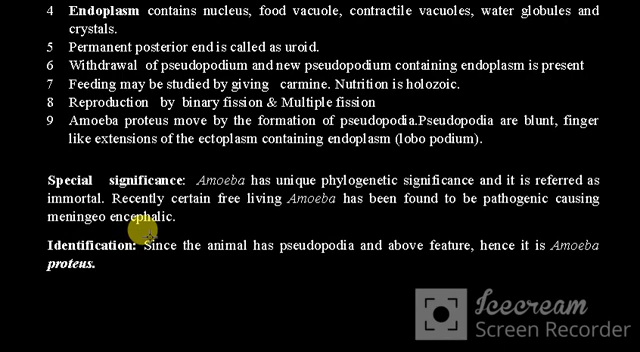 4 Endoplasm contains nucleus, food vacuole, contractile vacuoles, water globules and
crystals.
5 Permanent posterior end is called as uroid.
6 Withdrawal of pseudopodium and new pseudopodium containing endoplasm is present
7 Feeding may be studied by giving carmine. Nutrition is holozoic.
8 Reproduction by binary fission & Multiple fission
9 Amoeba proteus move by the formation of pseudopodia.Pseudopodia are blunt, finger
like extensions of the ectoplasm containing endoplasm (lobo podium).
Special significance: Amoeba has unique phylogenetic significance and it is referred as
immortal. Recently certain free living Amoeba has been found to be pathogenic causing
meningeo encephalic.
Identification: Since the animal has pseudopodia and above feature, hence it is Amoeba
proteus.
Icecream
Screen Recorder